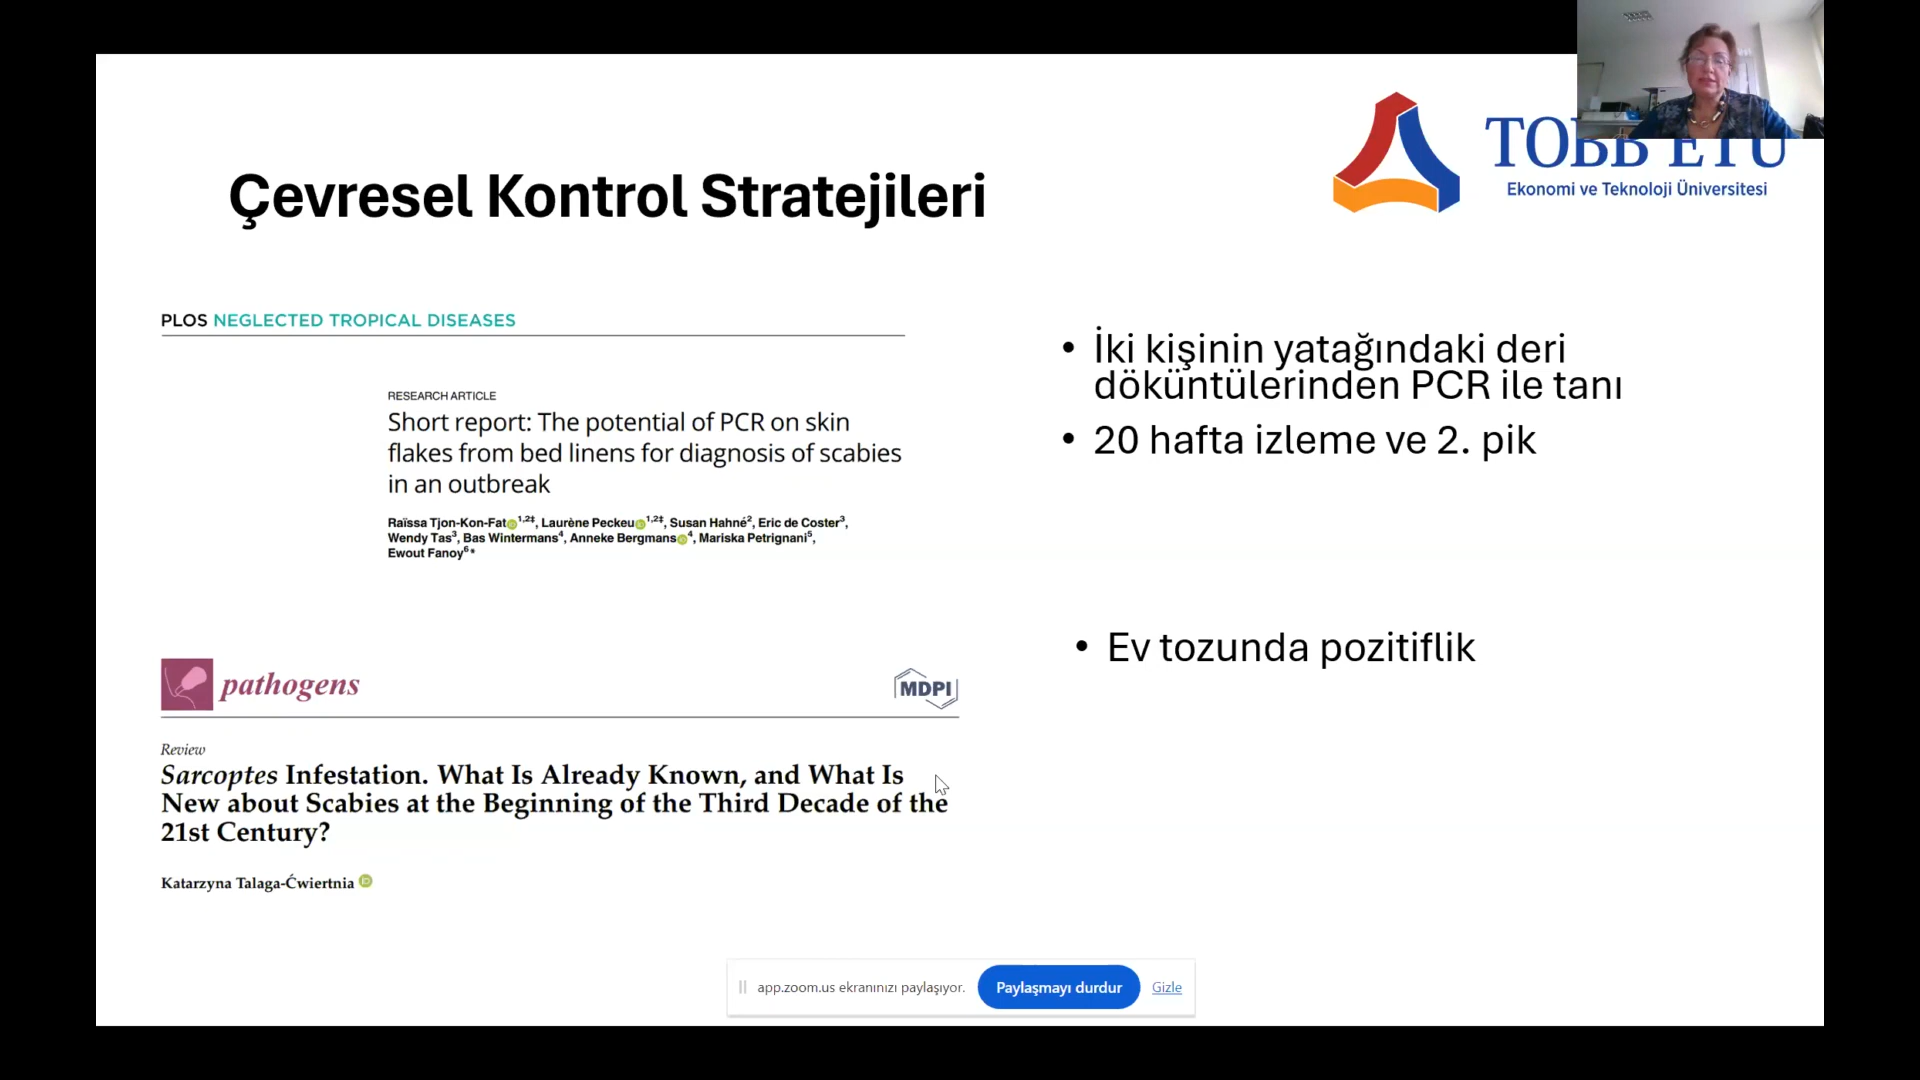 TOBB ETÜ
Ekonomi ve Teknoloji Üniversitesi
Çevresel Kontrol Stratejileri
PLOS NEGLECTED TROPICAL DISEASES
RESEARCH ARTICLE
Short report: The potential of PCR on skin
flakes from bed linens for diagnosis of scabies
in an outbreak
Raïssa Tjon-Kon-Fat1,2‡, Laurène Peckeu1,2‡, Susan Hahné2, Eric de Coster3,
Wendy Tas3, Bas Wintermans4, Anneke Bergmans4, Mariska Petrignani5,
Ewout Fanoy6*
• İki kişinin yatağındaki deri
döküntülerinden PCR ile tanı
• 20 hafta izleme ve 2. pik
• Ev tozunda pozitiflik
pathogens
MDPI
Review
Sarcoptes Infestation. What Is Already Known, and What Is
New about Scabies at the Beginning of the Third Decade of the
21st Century?
Katarzyna Talaga-Ćwiertnia
app.zoom.us ekranınızı paylaşıyor. Paylaşmayı durdur Gizle